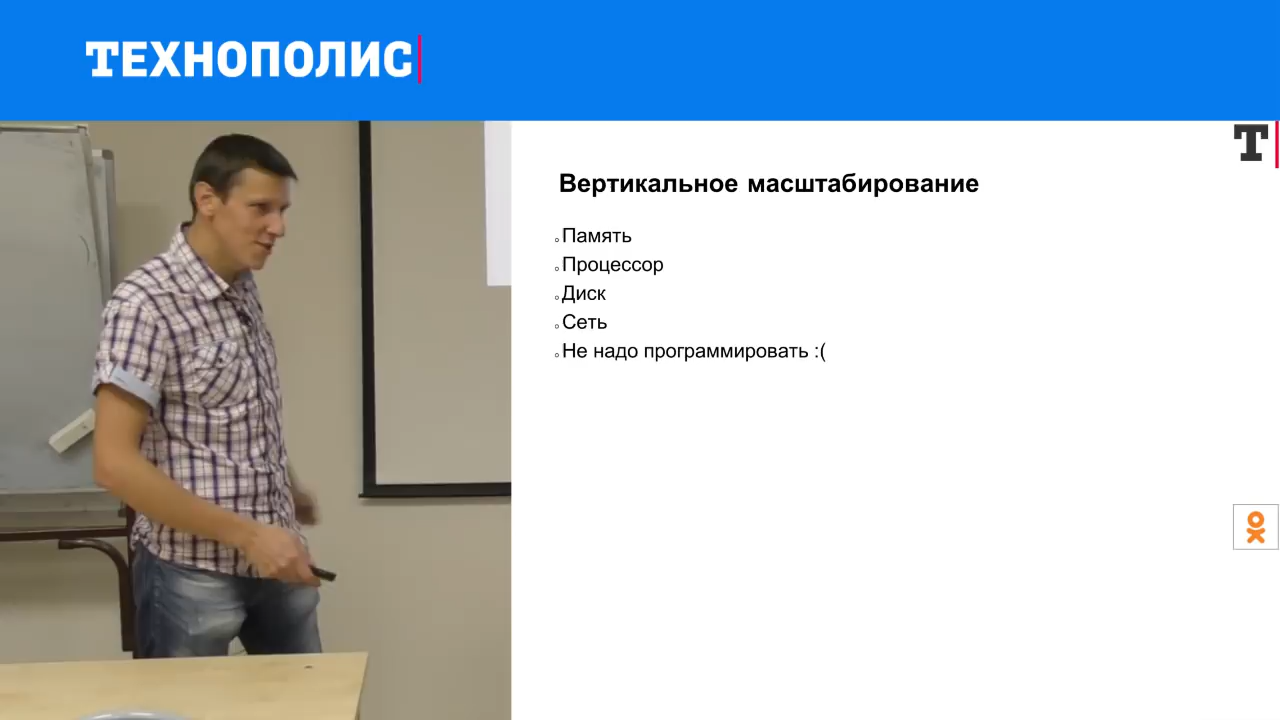 ТЕХНОПОЛИС
Т
Вертикальное масштабирование
Память
Процессор
Диск
Сеть
Не надо программировать :(